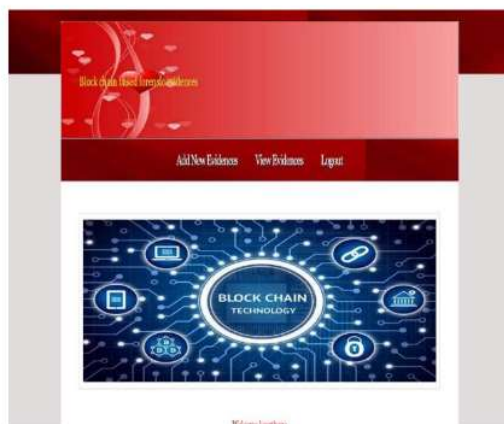 Block chain based forensic evidences
Add New Evidences View Evidences Logout
BLOCK CHAIN
TECHNOLOGY